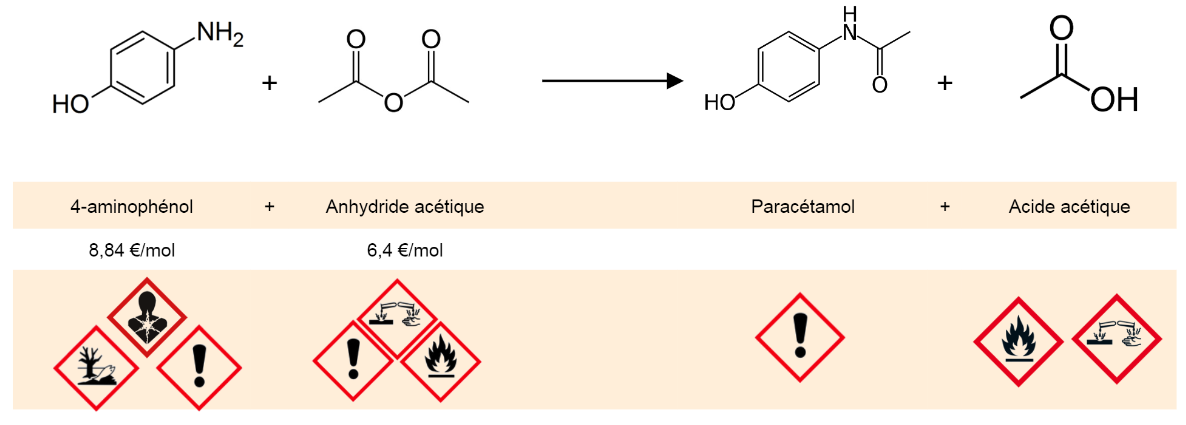 NH2
HO
+
O O
O
H
N
O
HO
+
O
OH
4-aminophénol + Anhydride acétique Paracétamol + Acide acétique
8,84 €/mol 6,4 €/mol